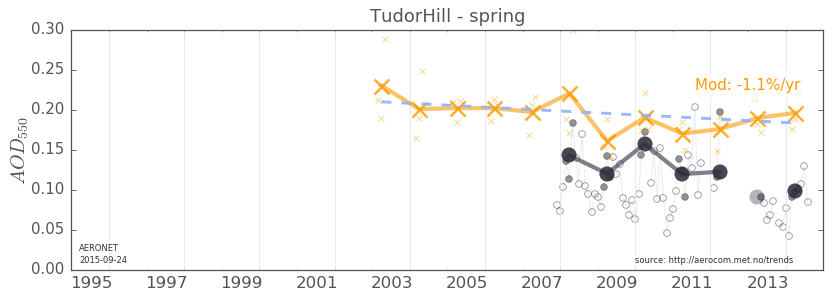 TudorHill - spring
0.30
0.25
0.20
0.15
0.10
0.05
0.00
AOD550
Mod: -1.1%/yr
AERONET
2015-09-24
source: http://aerocom.met.no/trends
1995 1997 1999 2001 2003 2005 2007 2009 2011 2013